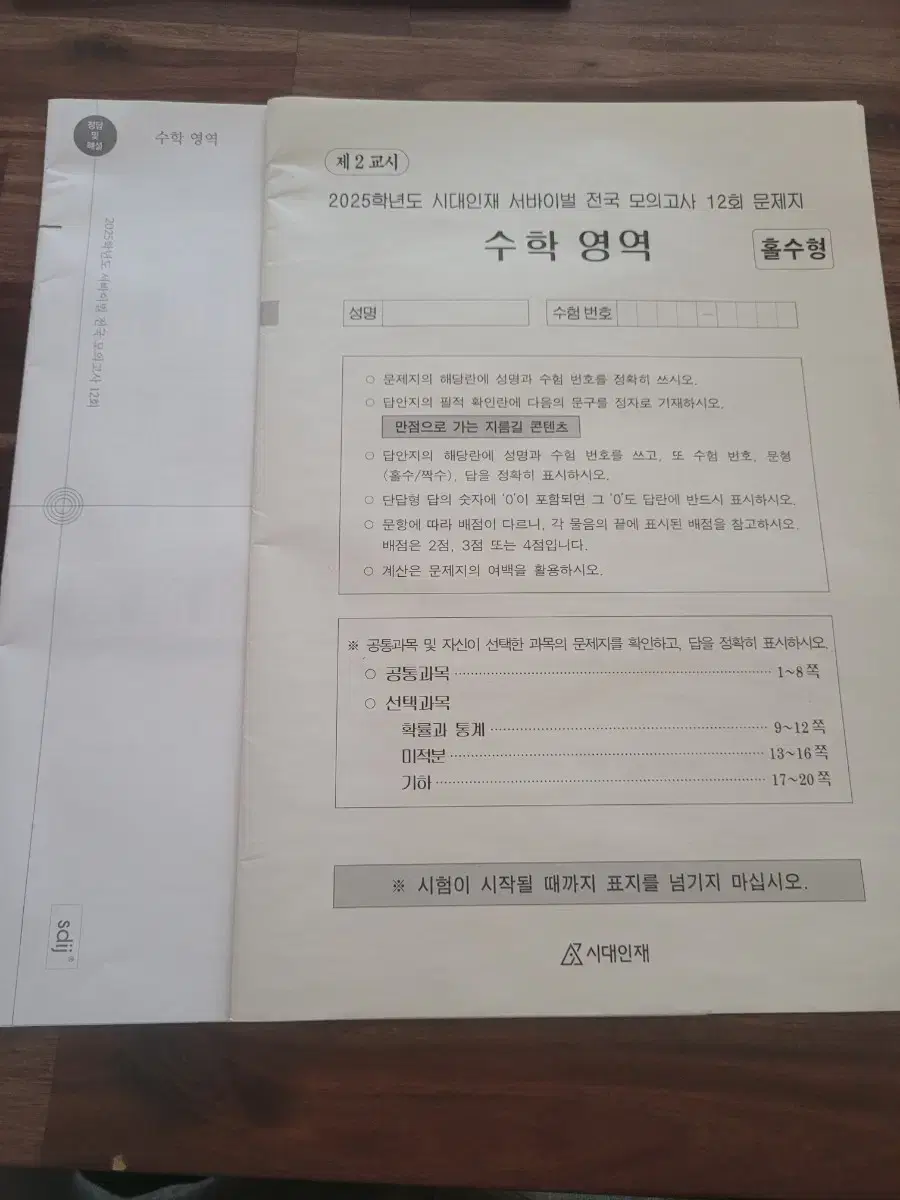 정답
및
해설
수학 영역
2025학년도 서바이벌 전국 모의고사 12회
sdij
제 2 교시
2025학년도 시대인재 서바이벌 전국 모의고사 12회 문제지
수학 영역
홀수형
성명
수험 번호
–
○ 문제지의 해당란에 성명과 수험 번호를 정확히 쓰시오.
○ 답안지의 필적 확인란에 다음의 문구를 정자로 기재하시오.
만점으로 가는 지름길 콘텐츠
○ 답안지의 해당란에 성명과 수험 번호를 쓰고, 또 수험 번호, 문형
(홀수/짝수), 답을 정확히 표시하시오.
○ 단답형 답의 숫자에 '0'이 포함되면 그 '0'도 답란에 반드시 표시하시오.
○ 문항에 따라 배점이 다르니, 각 물음의 끝에 표시된 배점을 참고하시오.
배점은 2점, 3점 또는 4점입니다.
○ 계산은 문제지의 여백을 활용하시오.
※ 공통과목 및 자신이 선택한 과목의 문제지를 확인하고, 답을 정확히 표시하시오.
○ 공통과목 ································ 1~8쪽
○ 선택과목
확률과 통계 ································ 9~12쪽
미적분 ································ 13~16쪽
기하 ································ 17~20쪽
※ 시험이 시작될 때까지 표지를 넘기지 마십시오.
시대인재